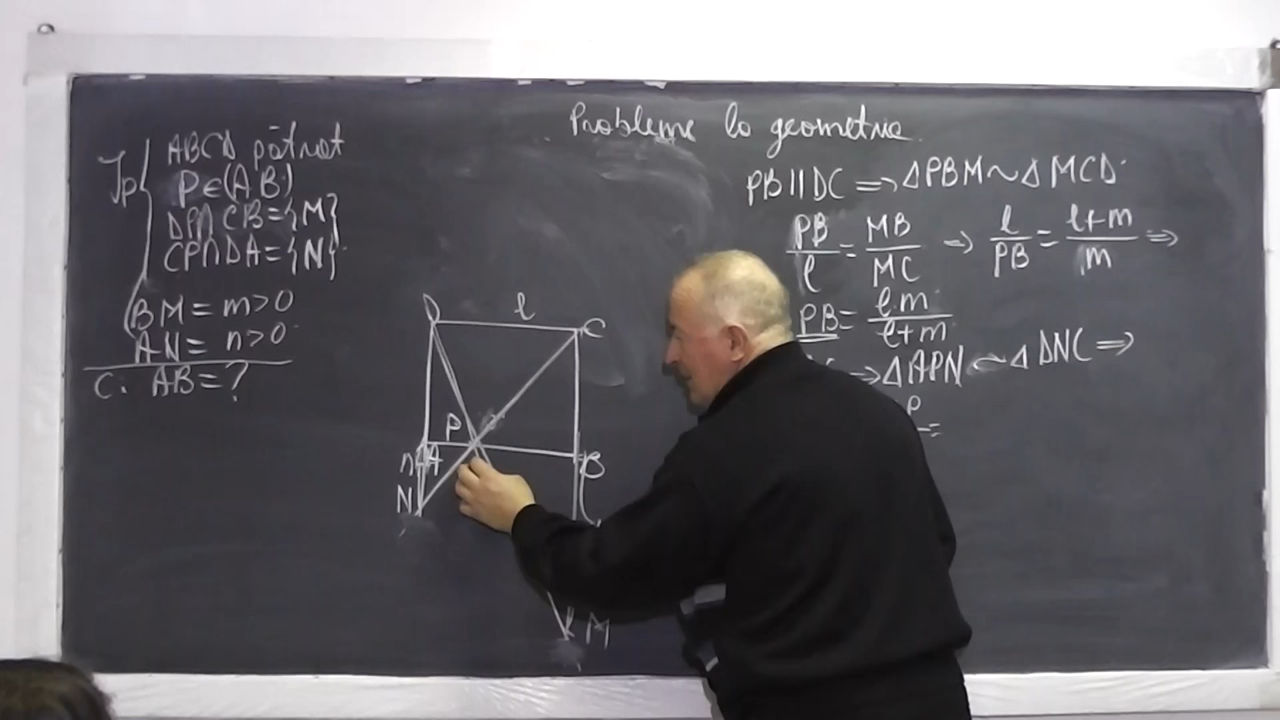 Probleme la geometrie.
Ip
ABCD pătrat
P∈(AB)
DP∩CB={M}
CP∩DA={N}
BM=m>0
AN=n>0
C. AB=?
PB∥DC⟹ΔPBM~ΔMCD
PB/l=MB/MC⟹l/PB=l+m/m⟹
PB=l·m/l+m
⟹ΔAPN~ΔDNC⟹
P
=
D
l
C
P
n
A
B
N
M